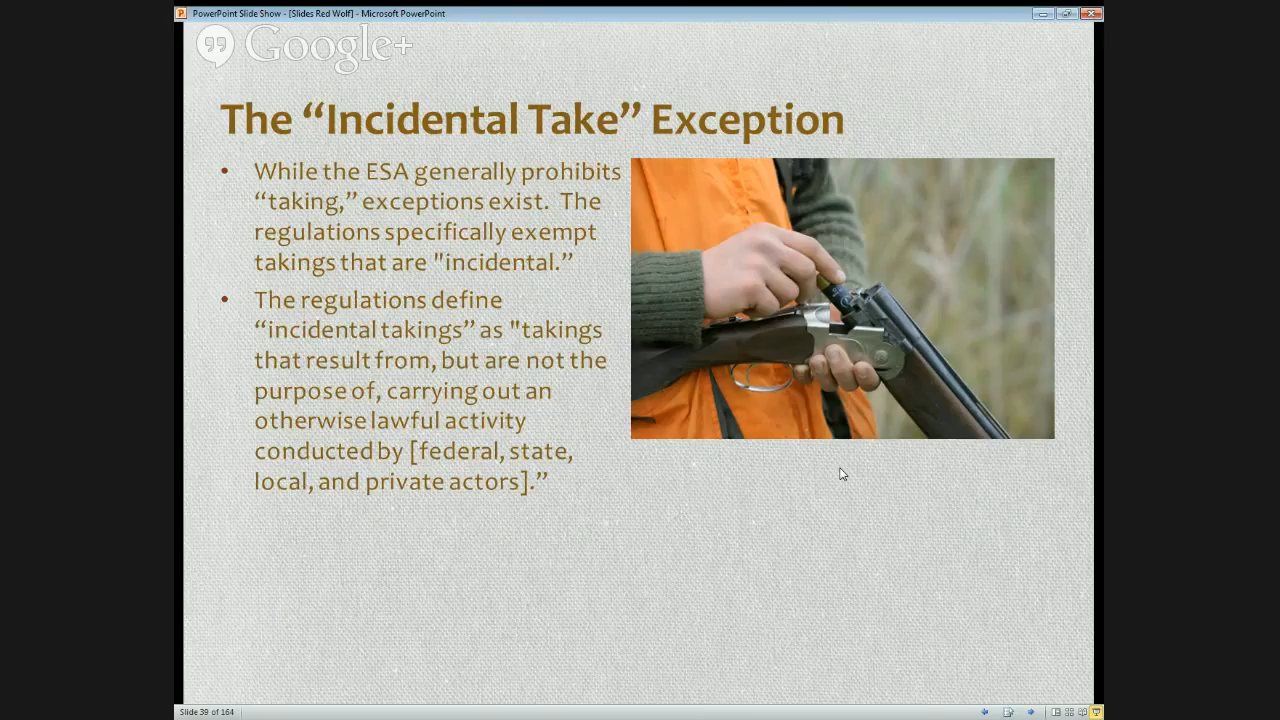 PowerPoint Slide Show - [Slides Red Wolf] - Microsoft PowerPoint
Google+
The “Incidental Take” Exception
• While the ESA generally prohibits
“taking,” exceptions exist.  The
regulations specifically exempt
takings that are "incidental.”
• The regulations define
“incidental takings” as "takings
that result from, but are not the
purpose of, carrying out an
otherwise lawful activity
conducted by [federal, state,
local, and private actors].”
Slide 39 of 164